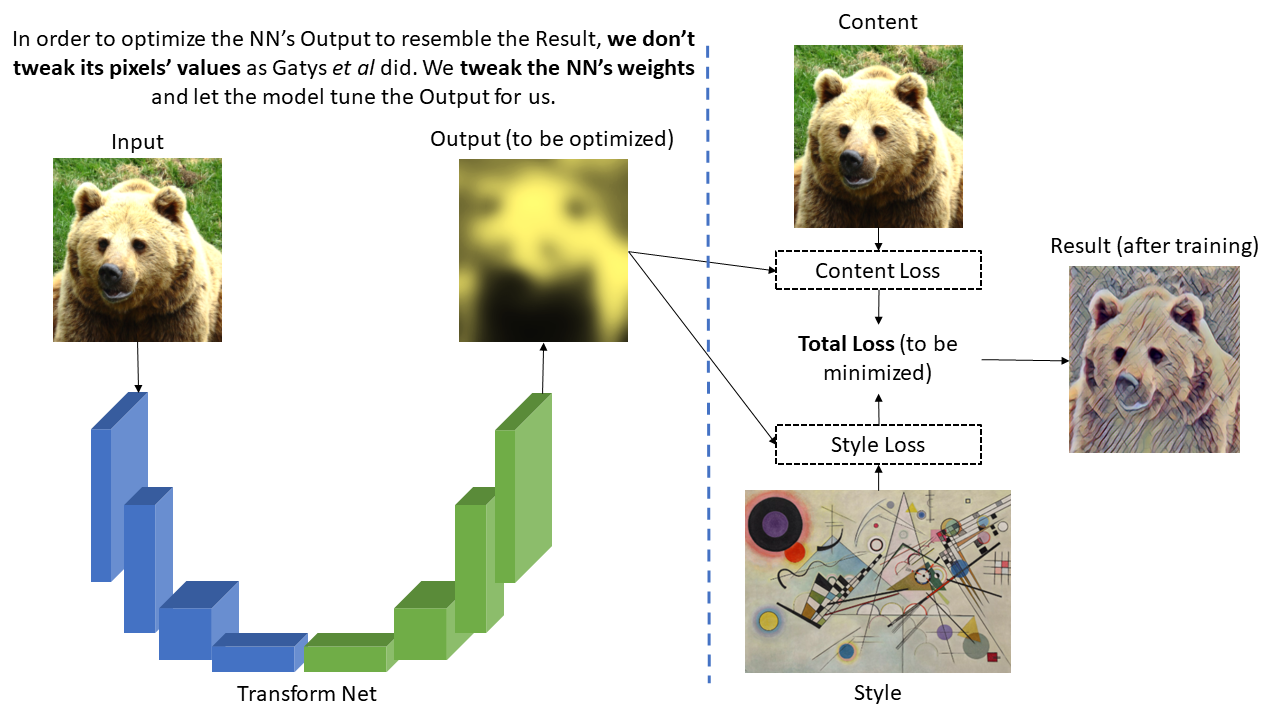 In order to optimize the NN’s Output to resemble the Result, we don’t
tweak its pixels’ values as Gatys et al did. We tweak the NN’s weights
and let the model tune the Output for us.
Input
Output (to be optimized)
Transform Net
Content
Content Loss
Total Loss (to be
minimized)
Style Loss
Style
Result (after training)